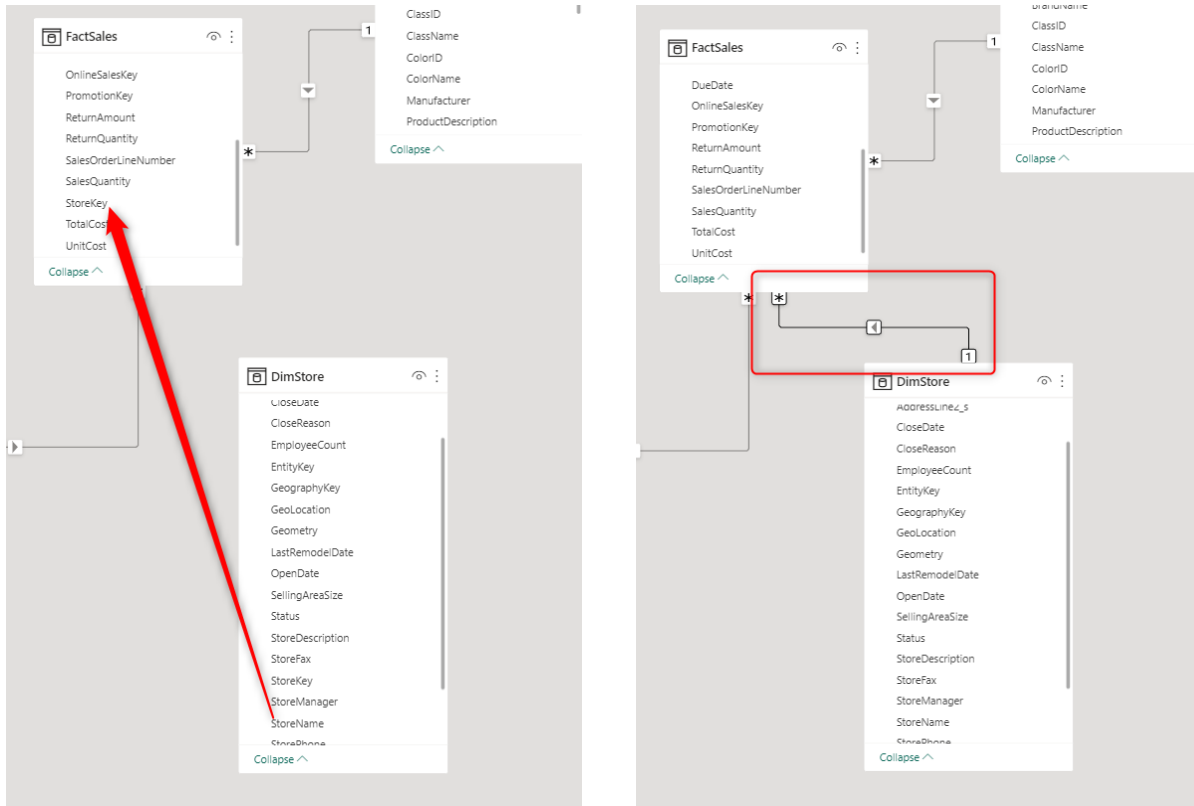 FactSales
OnlineSalesKey
PromotionKey
ReturnAmount
ReturnQuantity
SalesOrderLineNumber
SalesQuantity
StoreKey
TotalCost
UnitCost
Collapse
ClassID
ClassName
ColorID
ColorName
Manufacturer
ProductDescription
Collapse
1
*
DimStore
CloseDate
CloseReason
EmployeeCount
EntityKey
GeographyKey
GeoLocation
Geometry
LastRemodelDate
OpenDate
SellingAreaSize
Status
StoreDescription
StoreFax
StoreKey
StoreManager
StoreName
StorePhone
Collapse
FactSales
DueDate
OnlineSalesKey
PromotionKey
ReturnAmount
ReturnQuantity
SalesOrderLineNumber
SalesQuantity
TotalCost
UnitCost
Collapse
BrandName
ClassID
ClassName
ColorID
ColorName
Manufacturer
ProductDescription
Collapse
1
*
*
*
1
DimStore
AddressLine2_s
CloseDate
CloseReason
EmployeeCount
EntityKey
GeographyKey
GeoLocation
Geometry
LastRemodelDate
OpenDate
SellingAreaSize
Status
StoreDescription
StoreFax
StoreManager
StoreName
StorePhone
Collapse